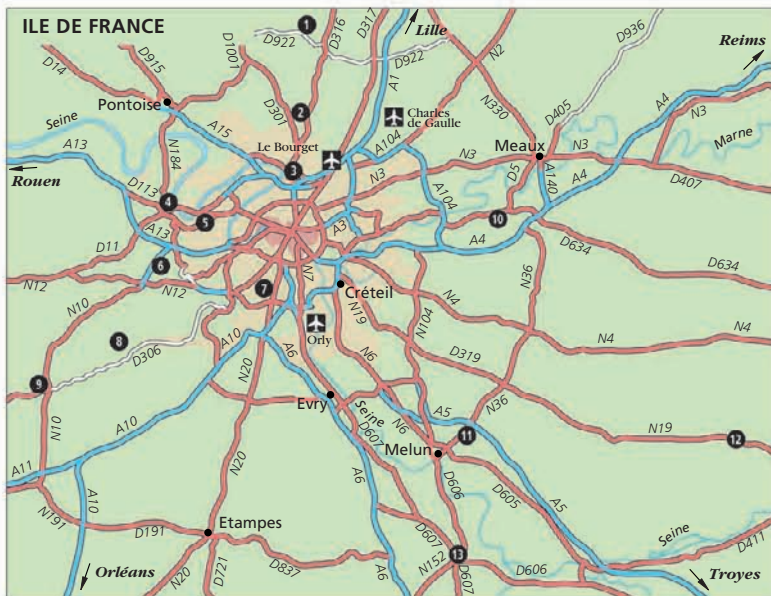 ILE DE FRANCE
1
D922
D316
D317
Lille
D936
D14
D915
D1001
D922
N2
Reims
Pontoise
D301
2
A1
Charles
de Gaulle
N330
D405
A4
N3
Seine
A15
Le Bourget
A104
Meaux
Marne
A13
N184
3
N3
D5
N3
A140
A4
D407
Rouen
D113
4
5
A3
A104
10
A13
D11
6
A4
D634
D634
N12
N12
7
N7
Créteil
N36
N10
N19
N4
N104
8
D306
A10
Orly
N6
D319
N4
N4
9
N20
A6
N10
A10
Evry
Seine
N6
A5
N36
N19
D607
11
12
A11
N20
A6
Melun
A10
D606
D605
A5
N191
D191
Etampes
D607
Seine
D411
Orléans
N20
D721
D837
A6
N152
13
D607
D606
Troyes